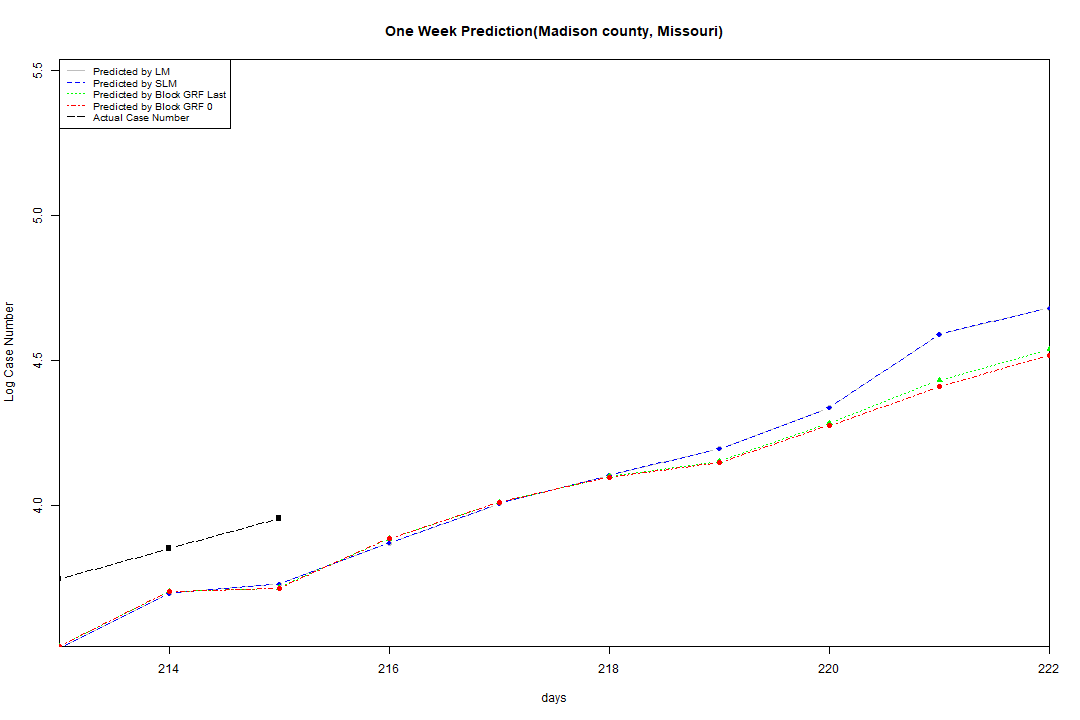 One Week Prediction(Madison county, Missouri)
5.5
5.0
4.5
4.0
Log Case Number
Predicted by LM
Predicted by SLM
Predicted by Block GRF Last
Predicted by Block GRF 0
Actual Case Number
214
216
218
220
222
days